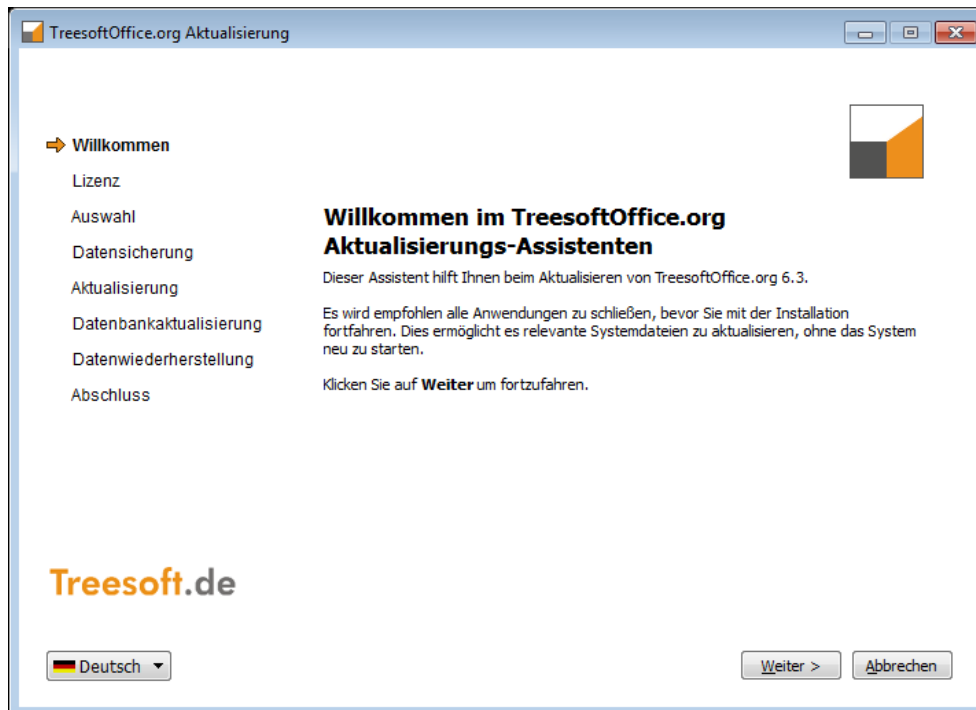 TreesoftOffice.org Aktualisierung
Willkommen
Lizenz
Auswahl
Datensicherung
Aktualisierung
Datenbankaktualisierung
Datenwiederherstellung
Abschluss
Willkommen im TreesoftOffice.org
Aktualisierungs-Assistenten
Dieser Assistent hilft Ihnen beim Aktualisieren von TreesoftOffice.org 6.3.
Es wird empfohlen alle Anwendungen zu schließen, bevor Sie mit der Installation
fortfahren. Dies ermöglicht es relevante Systemdateien zu aktualisieren, ohne das System
neu zu starten.
Klicken Sie auf Weiter um fortzufahren.
Treesoft.de
Deutsch
Weiter >
Abbrechen